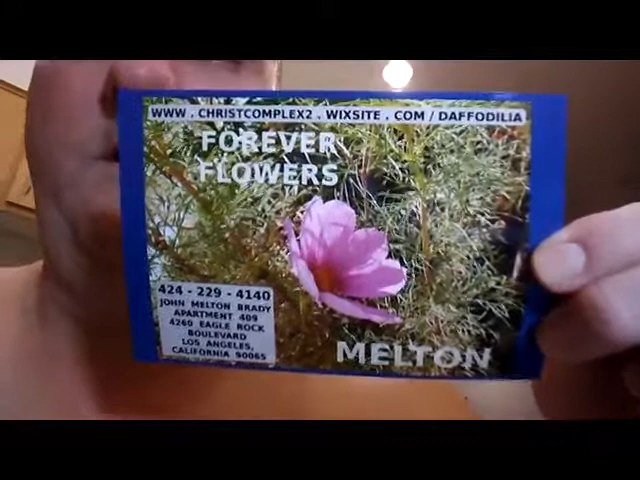 WWW . CHRISTCOMPLEX2 . WIXSITE . COM / DAFFODILIA
FOREVER
FLOWERS
424 - 229 - 4140
JOHN MELTON BRADY
APARTMENT 409
4260 EAGLE ROCK
BOULEVARD
LOS ANGELES,
CALIFORNIA 90065
MELTON